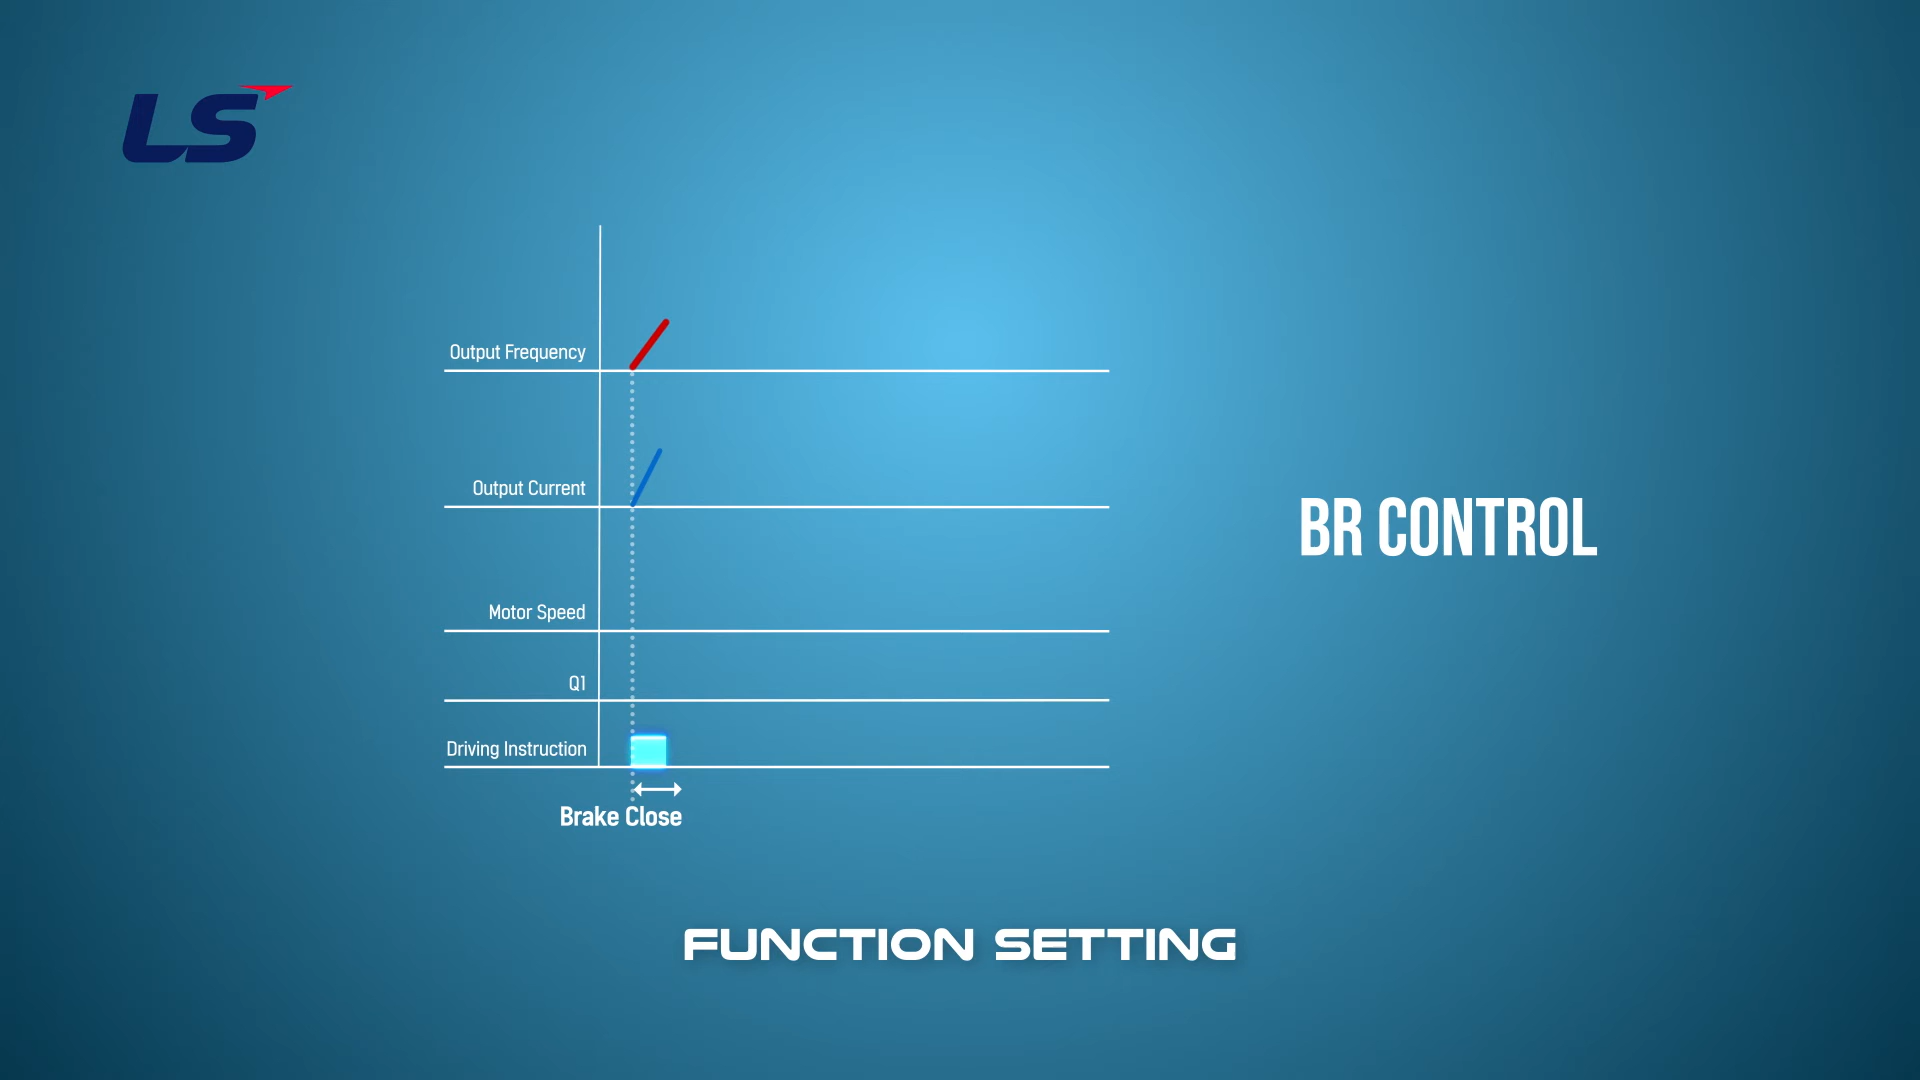 LS
Output Frequency
Output Current
BR CONTROL
Motor Speed
Q1
Driving Instruction
Brake Close
FUNCTION SETTING